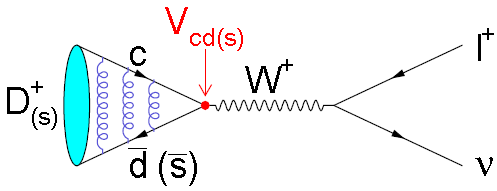 V_cd(s)
c
W⁺
l⁺
D⁺_(s)
d̅ (s̅)
ν